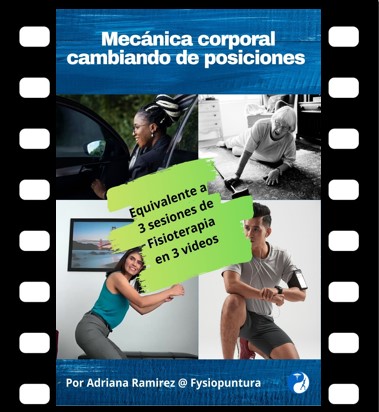 Mecánica corporal
cambiando de posiciones
Equivalente a
3 sesiones de
Fisioterapia
en 3 videos
Por Adriana Ramirez @ Fysiopuntura